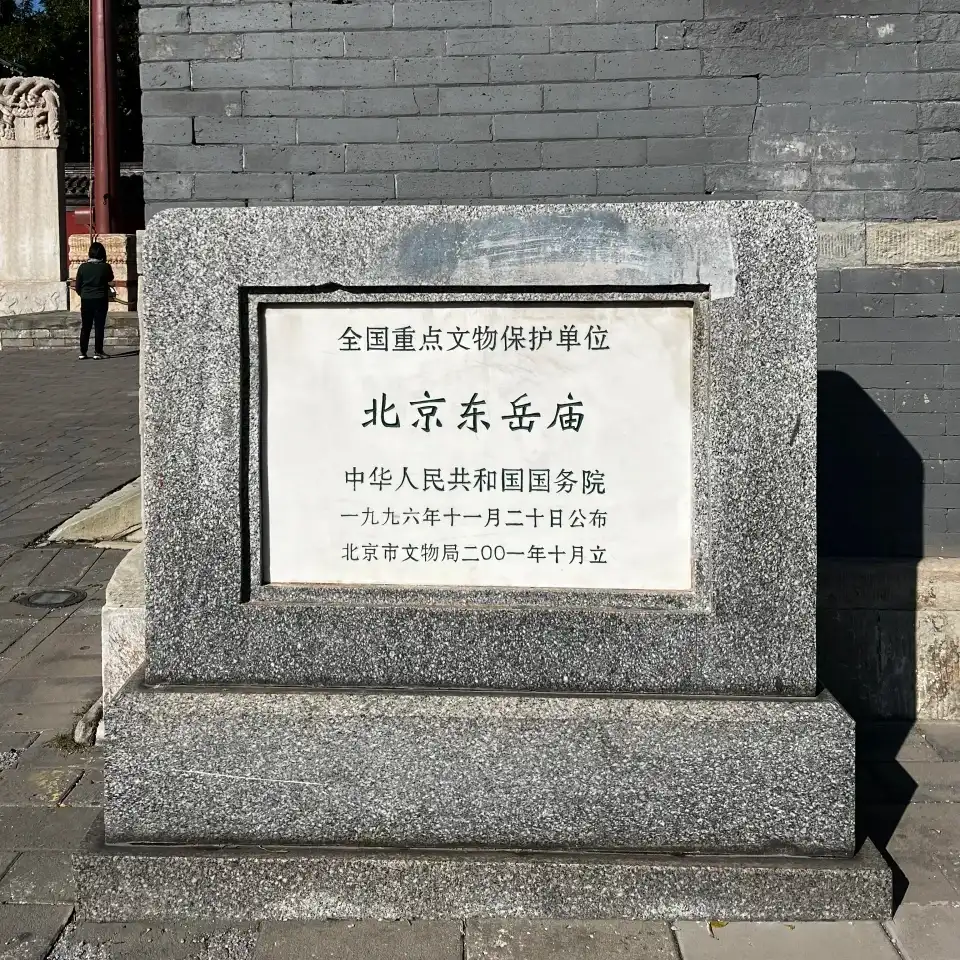 全国重点文物保护单位
北京东岳庙
中华人民共和国国务院
一九九六年十一月二十日公布
北京市文物局二〇〇一年十月立